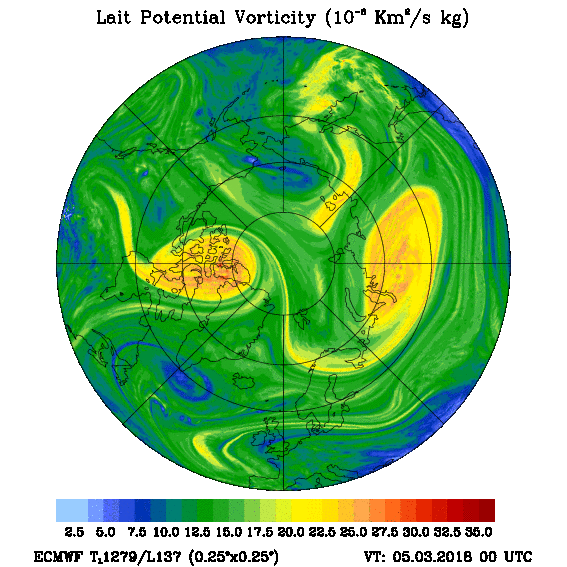 Lait Potential Vorticity (10⁻⁶ Km²/s kg)
2.5 5.0 7.5 10.0 12.5 15.0 17.5 20.0 22.5 25.0 27.5 30.0 32.5 35.0
ECMWF T_L1279/L137 (0.25°x0.25°) VT: 05.03.2018 00 UTC